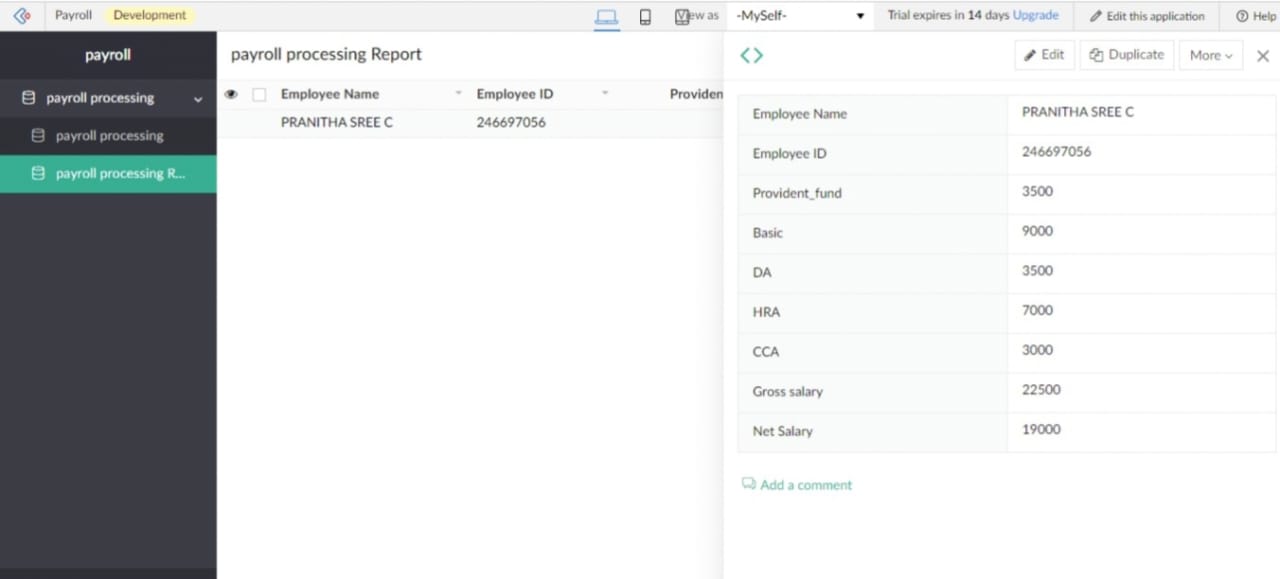 Payroll Development View as -MySelf- Trial expires in 14 days Upgrade Edit this application Help
payroll
payroll processing
payroll processing
payroll processing R...
payroll processing Report
Employee Name Employee ID Providen
PRANITHA SREE C 246697056
Edit Duplicate More
Employee Name PRANITHA SREE C
Employee ID 246697056
Provident_fund 3500
Basic 9000
DA 3500
HRA 7000
CCA 3000
Gross salary 22500
Net Salary 19000
Add a comment